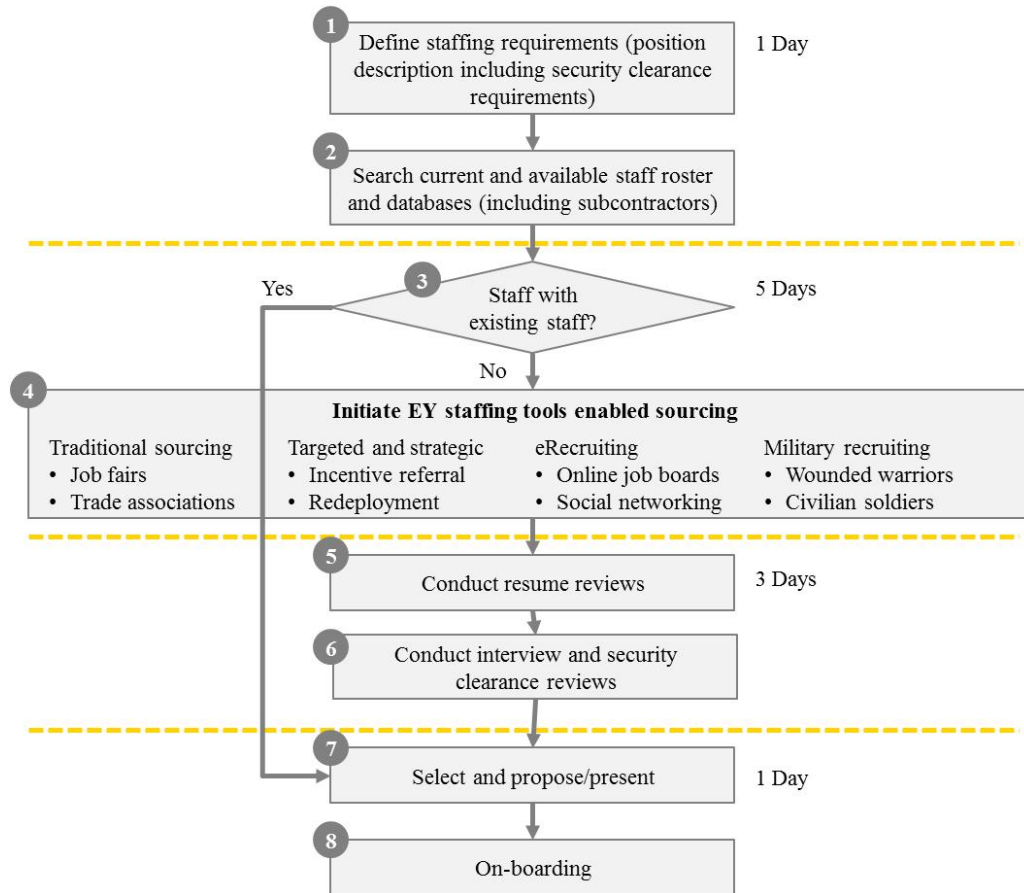 1
Define staffing requirements (position
description including security clearance
requirements)
1 Day
2
Search current and available staff roster
and databases (including subcontractors)
3
Staff with
existing staff?
Yes
5 Days
No
4
Initiate EY staffing tools enabled sourcing
Traditional sourcing
• Job fairs
• Trade associations
Targeted and strategic
• Incentive referral
• Redeployment
eRecruiting
• Online job boards
• Social networking
Military recruiting
• Wounded warriors
• Civilian soldiers
5
Conduct resume reviews
3 Days
6
Conduct interview and security
clearance reviews
7
Select and propose/present
1 Day
8
On-boarding